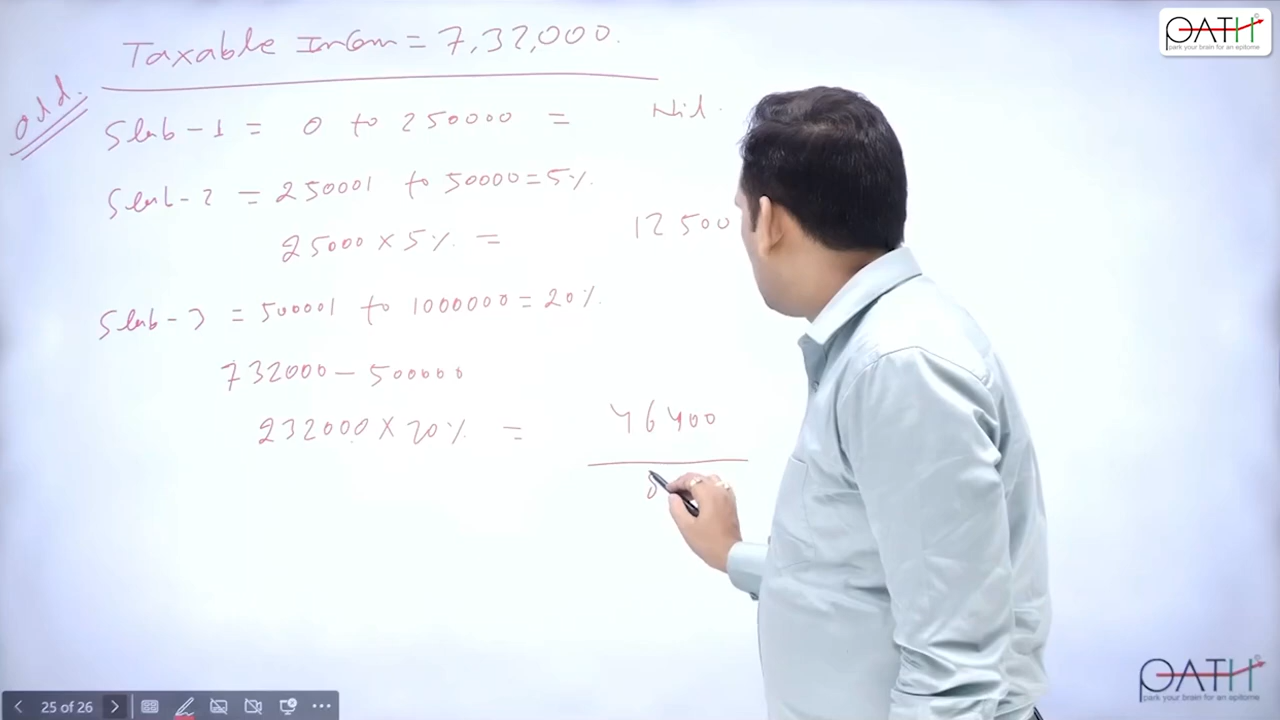 Taxable Incom = 7,32,000.
old.
Slab-1 = 0 to 250000 = Nil.
Slab-2 = 250001 to 50000 = 5%.
25000 x 5% = 12500
Slab-3 = 500001 to 1000000 = 20%.
732000 - 500000
232000 x 20% = 46400
PATH
park your brain for an epitome
25 of 26
PATH
park your brain for an epitome